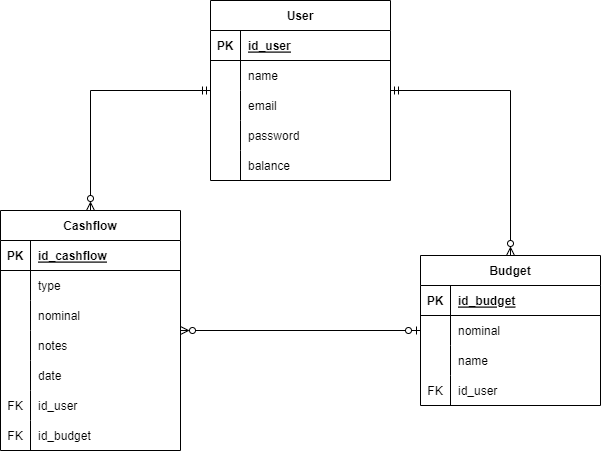 User
PK id_user
name
email
password
balance
Cashflow
PK id_cashflow
type
nominal
notes
date
FK id_user
FK id_budget
Budget
PK id_budget
nominal
name
FK id_user